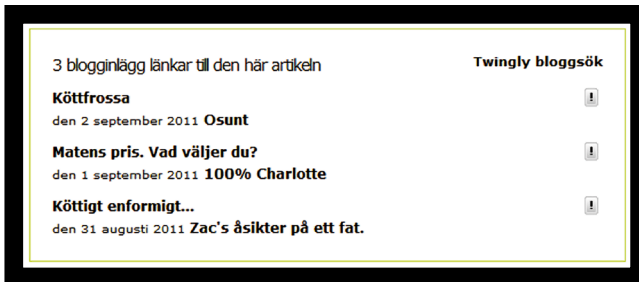 3 blogginlägg länkar till den här artikeln
Twingly bloggsök
Köttfrossa
!
den 2 september 2011 Osunt
Matens pris. Vad väljer du?
!
den 1 september 2011 100% Charlotte
Köttigt enformigt...
!
den 31 augusti 2011 Zac's åsikter på ett fat.